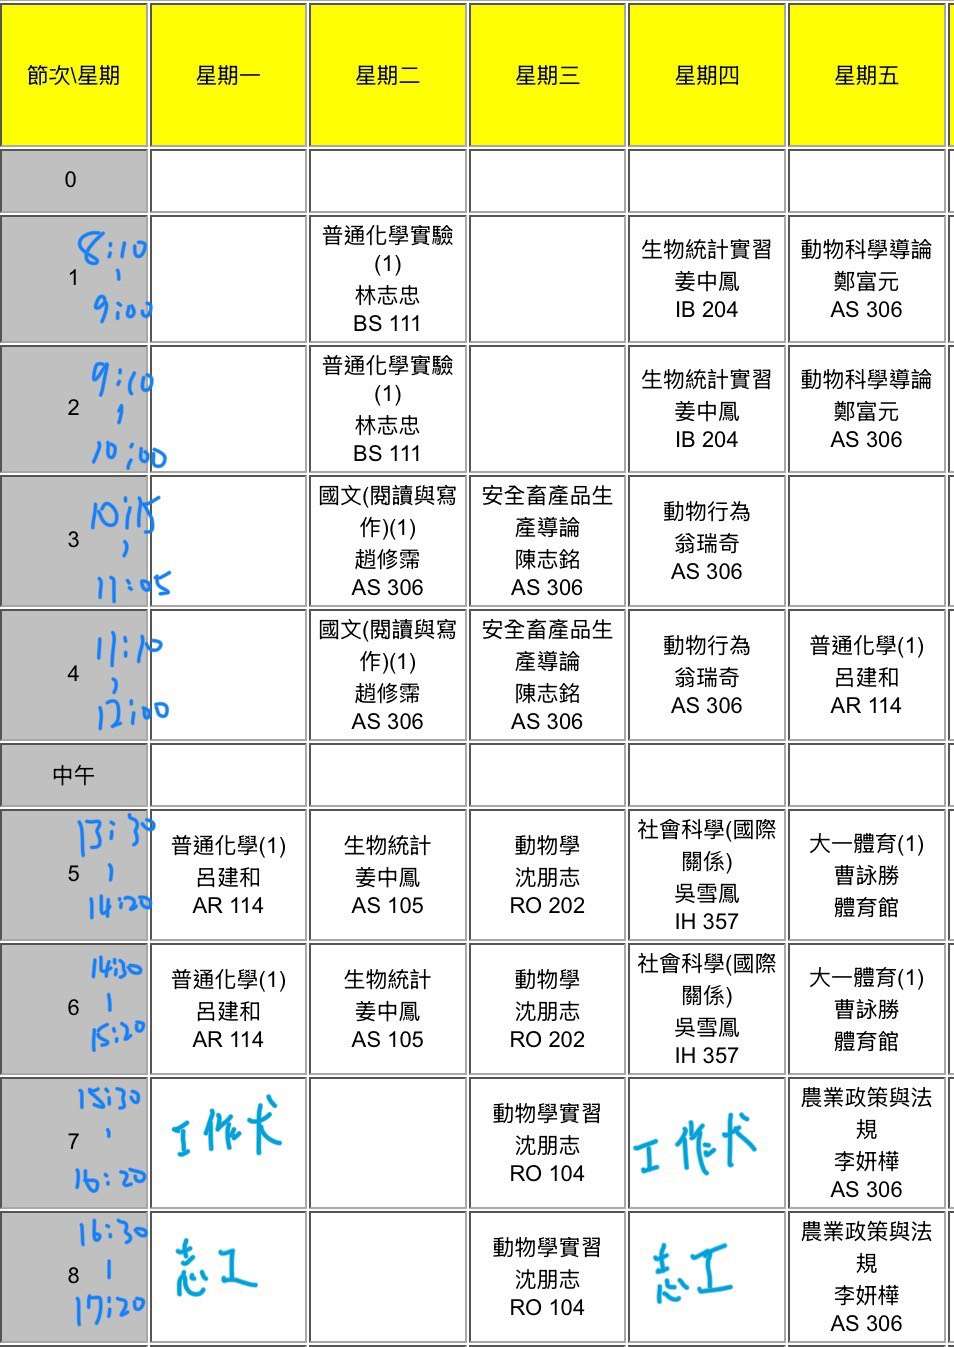 節次\星期 星期一 星期二 星期三 星期四 星期五
0
8:10
1
9:00
普通化學實驗
(1)
林志忠
BS 111
生物統計實習
姜中鳳
IB 204
動物科學導論
鄭富元
AS 306
9:10
2
10:00
普通化學實驗
(1)
林志忠
BS 111
生物統計實習
姜中鳳
IB 204
動物科學導論
鄭富元
AS 306
10:15
3
11:05
國文(閱讀與寫
作)(1)
趙修霈
AS 306
安全畜產品生
產導論
陳志銘
AS 306
動物行為
翁瑞奇
AS 306
11:10
4
12:00
國文(閱讀與寫
作)(1)
趙修霈
AS 306
安全畜產品生
產導論
陳志銘
AS 306
動物行為
翁瑞奇
AS 306
普通化學(1)
呂建和
AR 114
中午
13:30
5
14:20
普通化學(1)
呂建和
AR 114
生物統計
姜中鳳
AS 105
動物學
沈朋志
RO 202
社會科學(國際
關係)
吳雪鳳
IH 357
大一體育(1)
曹詠勝
體育館
14:30
6
15:20
普通化學(1)
呂建和
AR 114
生物統計
姜中鳳
AS 105
動物學
沈朋志
RO 202
社會科學(國際
關係)
吳雪鳳
IH 357
大一體育(1)
曹詠勝
體育館
15:30
7
16:20
工作犬
動物學實習
沈朋志
RO 104
工作犬
農業政策與法
規
李妍樺
AS 306
16:30
8
17:20
志工
動物學實習
沈朋志
RO 104
志工
農業政策與法
規
李妍樺
AS 306